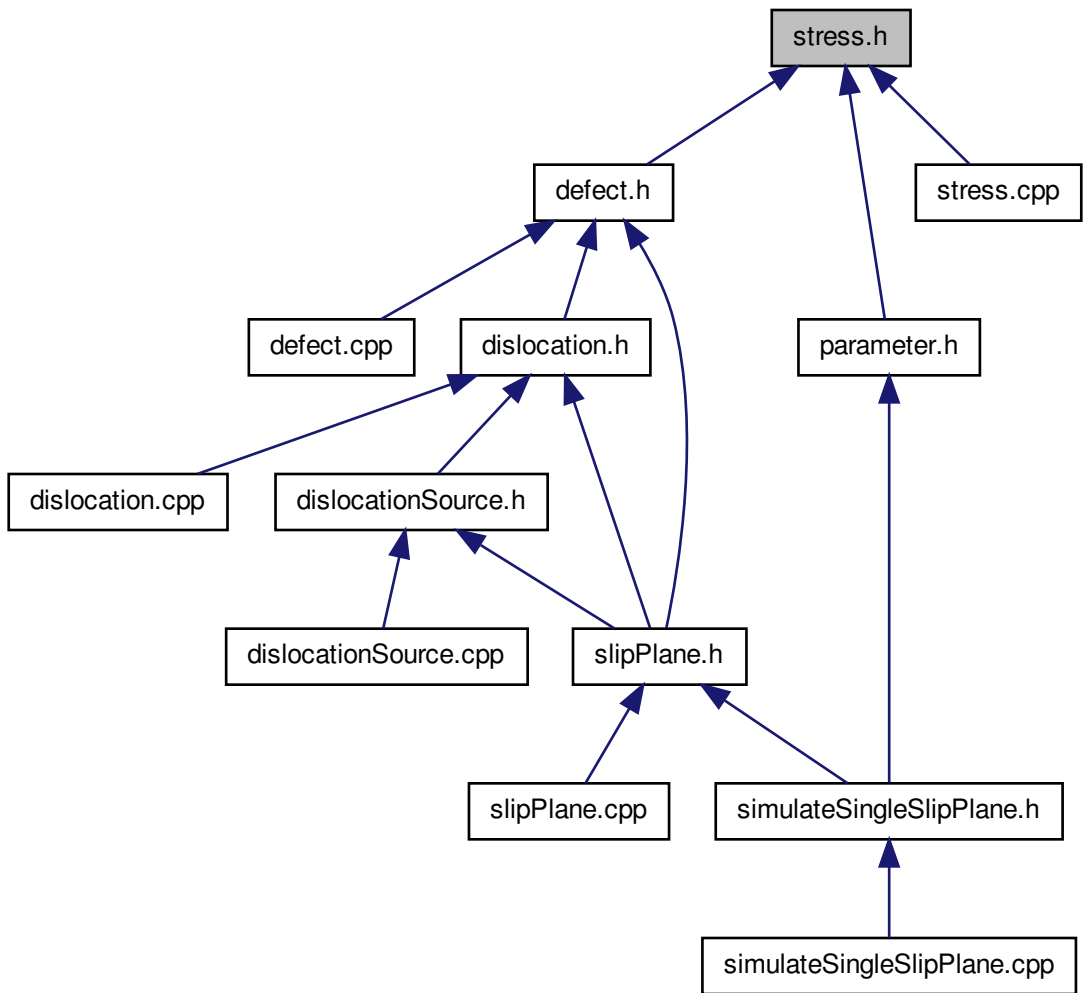 stress.h
defect.h
stress.cpp
defect.cpp
dislocation.h
parameter.h
dislocation.cpp
dislocationSource.h
dislocationSource.cpp
slipPlane.h
slipPlane.cpp
simulateSingleSlipPlane.h
simulateSingleSlipPlane.cpp